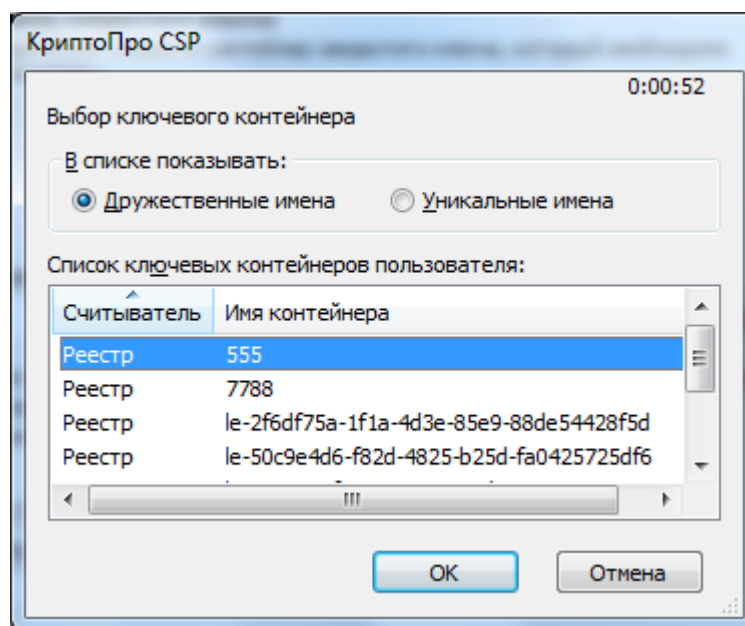 КриптоПро CSP
0:00:52
Выбор ключевого контейнера
В списке показывать:
Дружественные имена Уникальные имена
Список ключевых контейнеров пользователя:
Считыватель Имя контейнера
Реестр 555
Реестр 7788
Реестр le-2f6df75a-1f1a-4d3e-85e9-88de54428f5d
Реестр le-50c9e4d6-f82d-4825-b25d-fa0425725df6
ОК Отмена